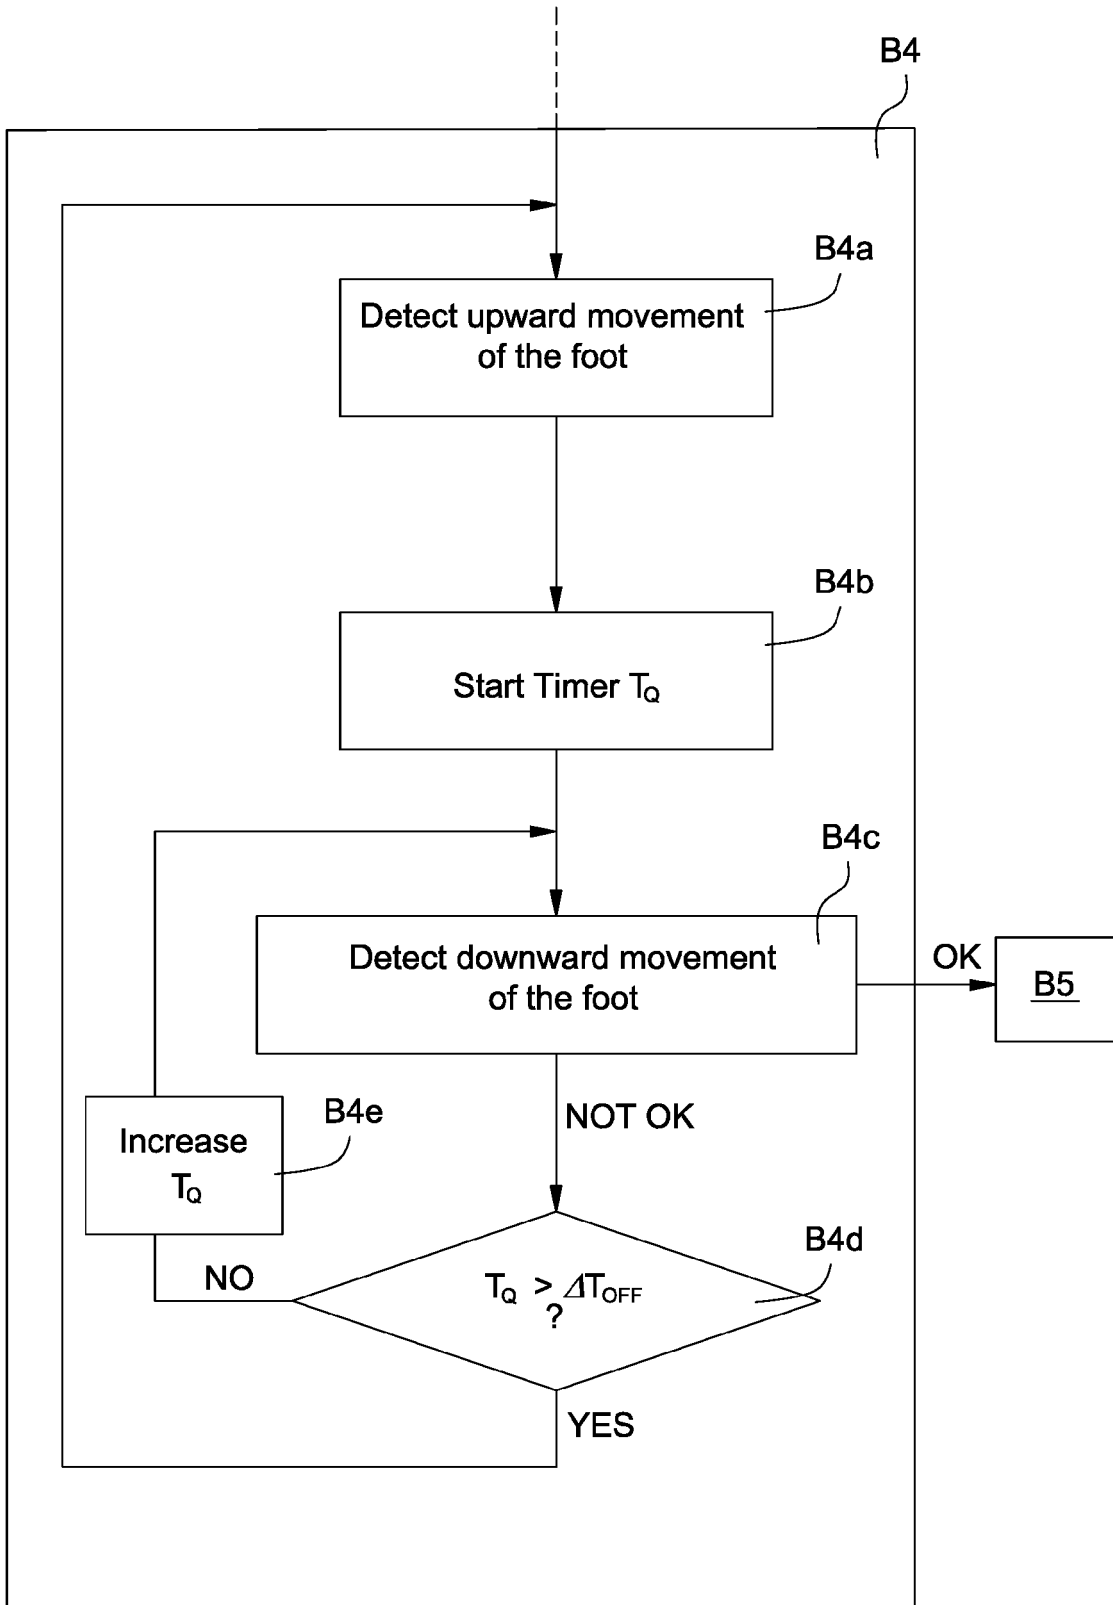 B4
B4a
Detect upward movement
of the foot
B4b
Start Timer TQ
B4c
Detect downward movement
of the foot
OK
B5
NOT OK
B4e
Increase
TQ
B4d
NO
TQ > ΔTOFF
?
YES